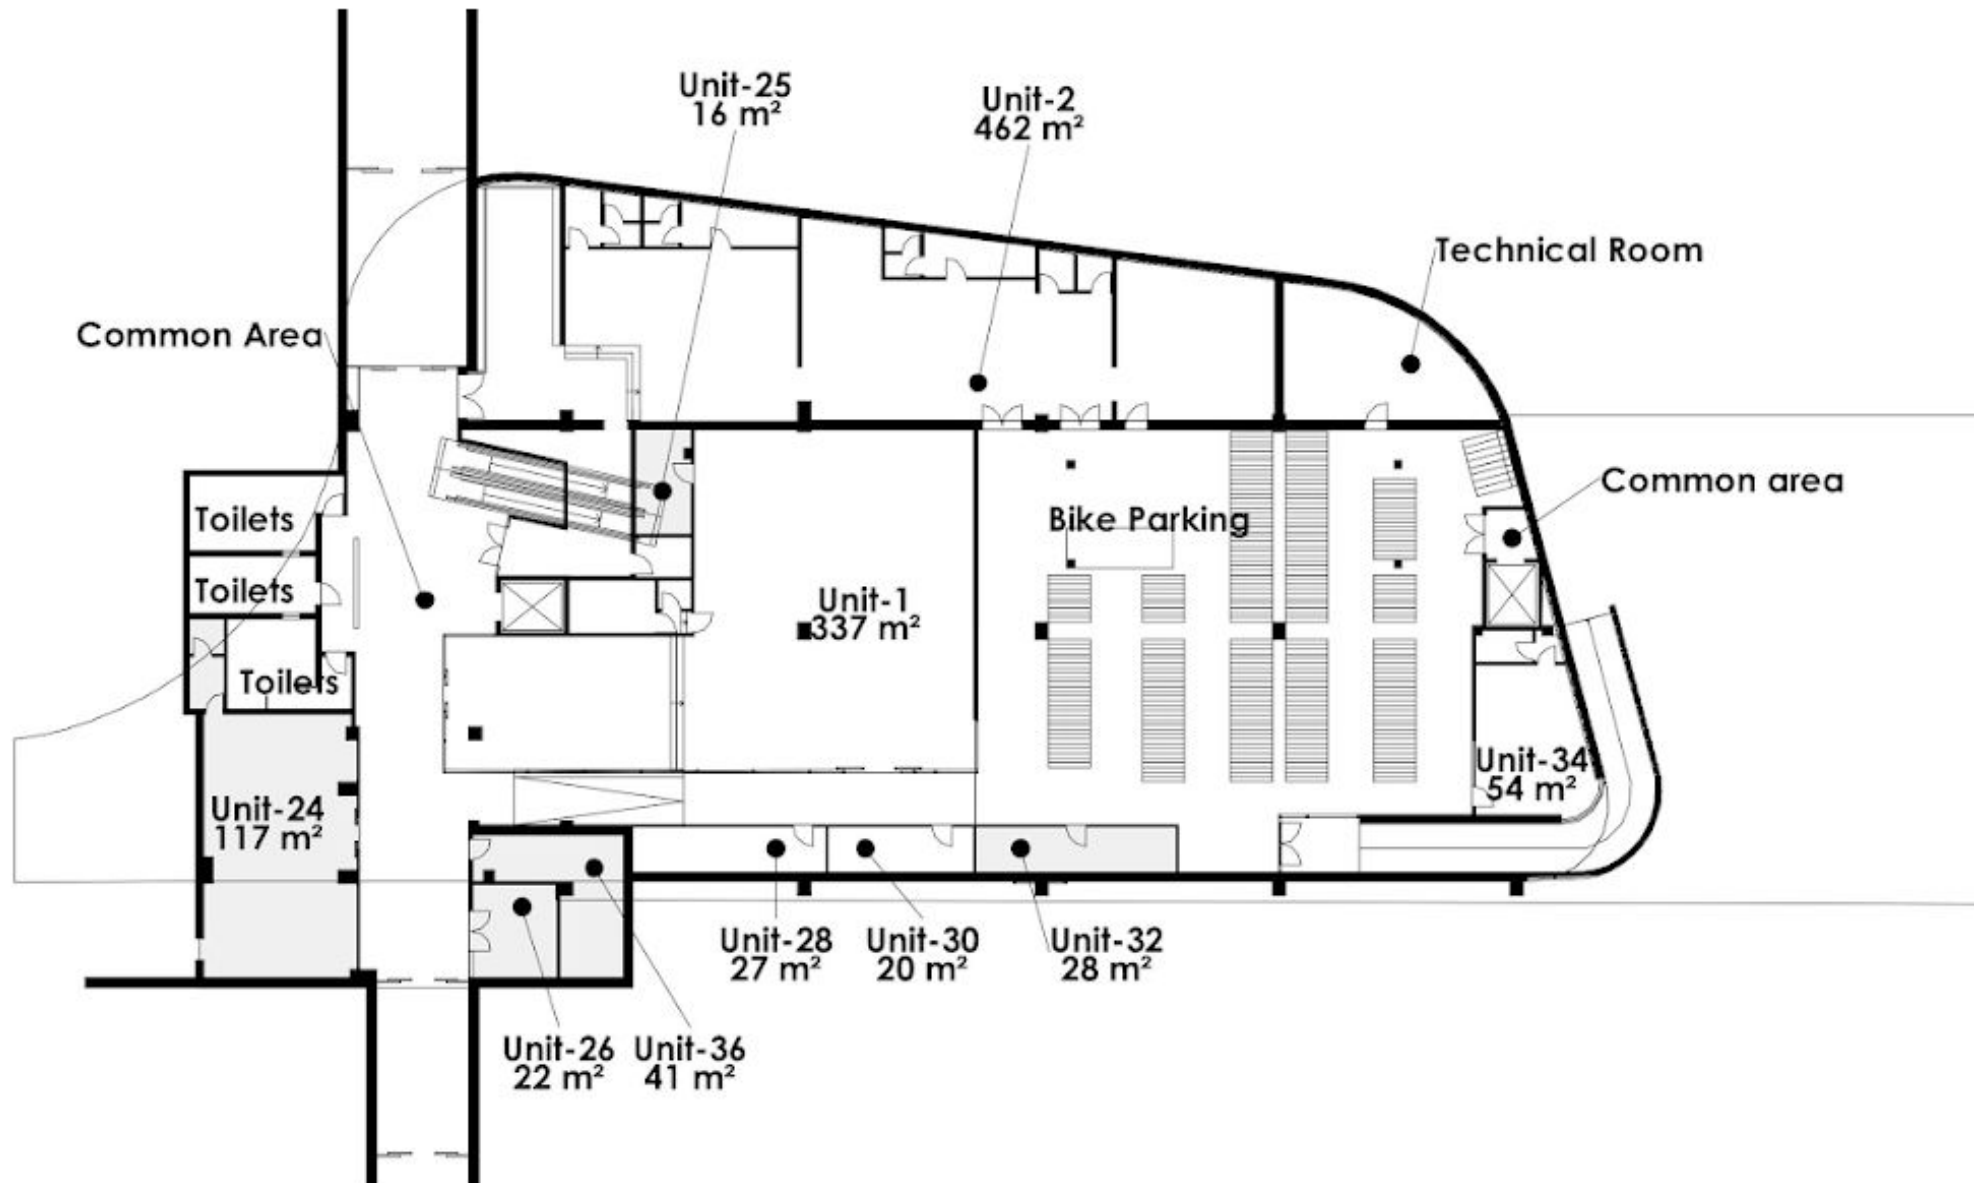 Unit-25
16 m²
Unit-2
462 m²
Technical Room
Common Area
Common area
Toilets
Bike Parking
Toilets
Unit-1
337 m²
Toilets
Unit-34
54 m²
Unit-24
117 m²
Unit-28
27 m²
Unit-30
20 m²
Unit-32
28 m²
Unit-26
22 m²
Unit-36
41 m²